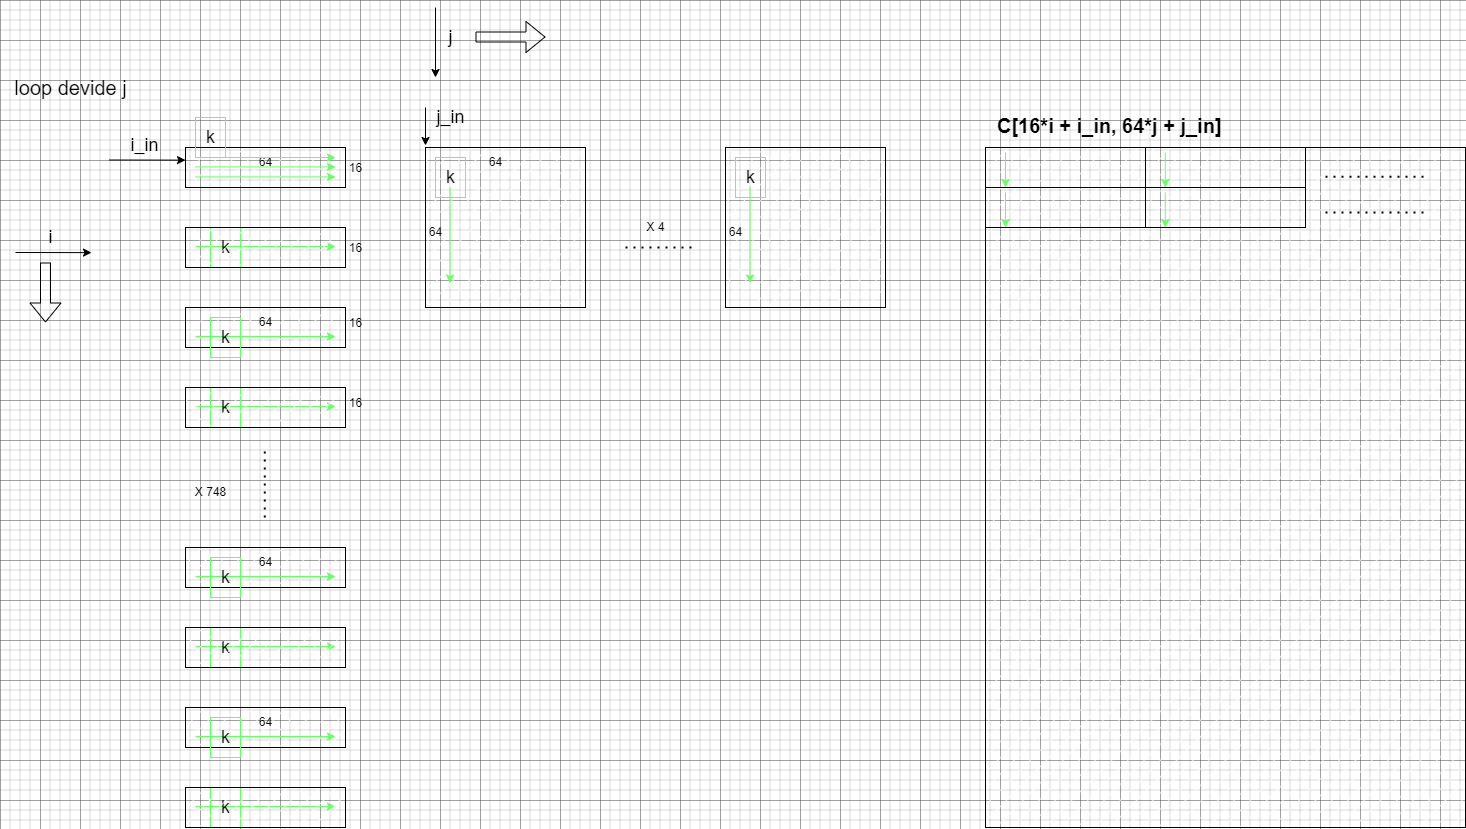 j
loop devide j
j_in
C[16*i + i_in, 64*j + j_in]
i_in
k
64
16
64
k
64
k
64
X 4
i
k
16
64
k
16
k
16
X 748
64
k
k
64
k
k